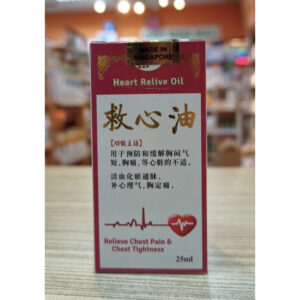 MADE IN
SINGAPORE
Heart Relive Oil
救心油
【功能主治】
用于预防和缓解胸闷气
短，胸痛，等心脏的不适。
活血化瘀通脉，
补心理气，胸定痛。
Relieve Chest Pain &
Chest Tightness
25ml